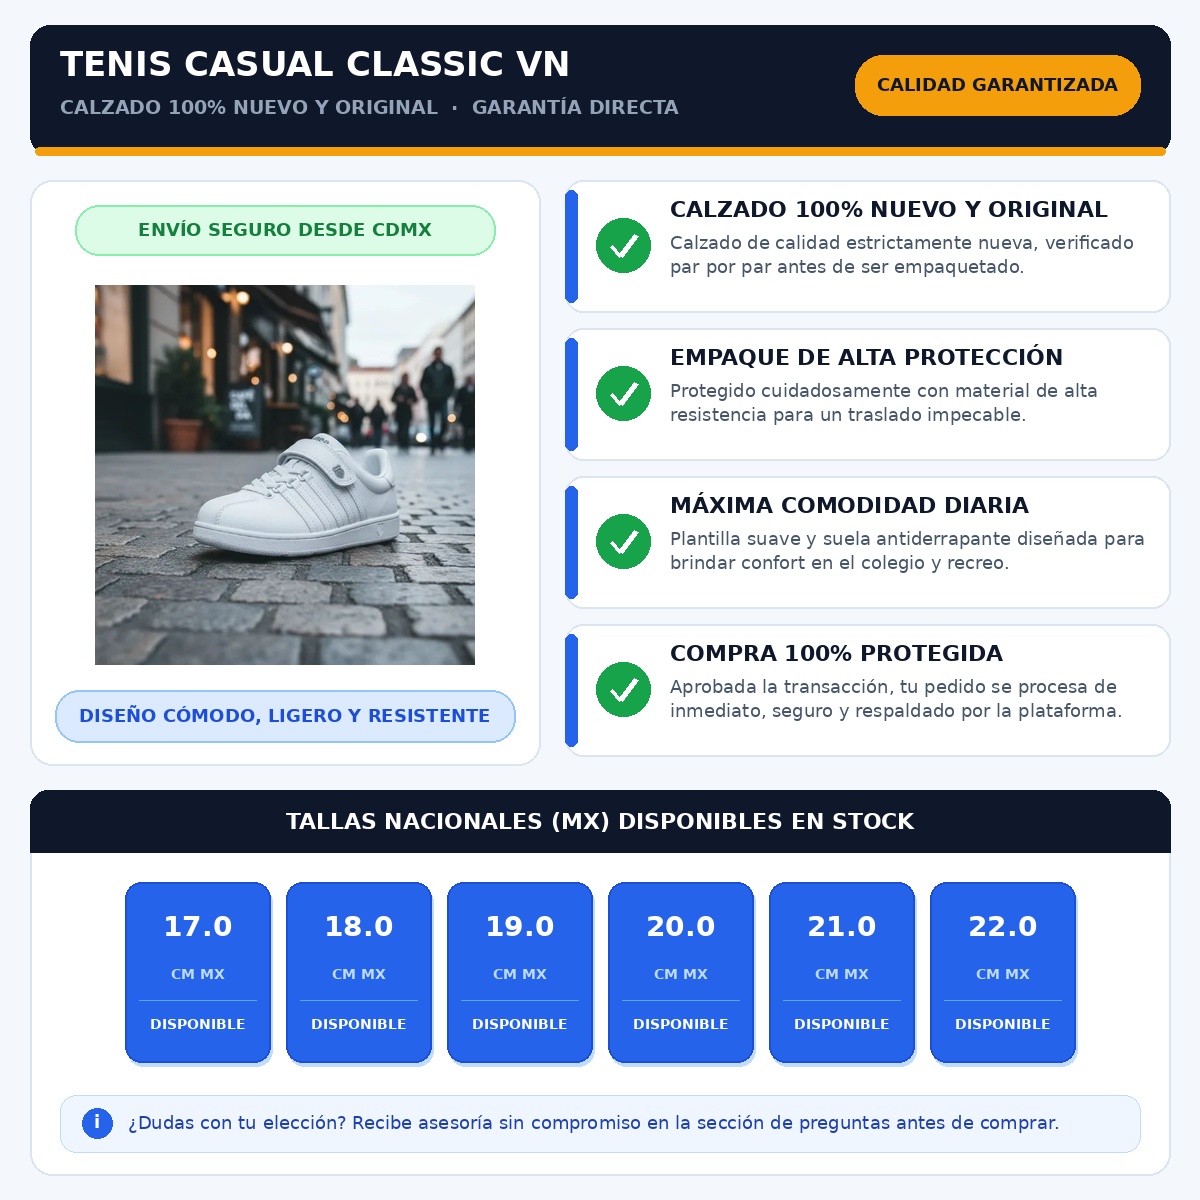 TENIS CASUAL CLASSIC VN
CALZADO 100% NUEVO Y ORIGINAL · GARANTÍA DIRECTA
CALIDAD GARANTIZADA
ENVÍO SEGURO DESDE CDMX
DISEÑO CÓMODO, LIGERO Y RESISTENTE
CALZADO 100% NUEVO Y ORIGINAL
Calzado de calidad estrictamente nueva, verificado
par por par antes de ser empaquetado.
EMPAQUE DE ALTA PROTECCIÓN
Protegido cuidadosamente con material de alta
resistencia para un traslado impecable.
MÁXIMA COMODIDAD DIARIA
Plantilla suave y suela antiderrapante diseñada para
brindar confort en el colegio y recreo.
COMPRA 100% PROTEGIDA
Aprobada la transacción, tu pedido se procesa de
inmediato, seguro y respaldado por la plataforma.
TALLAS NACIONALES (MX) DISPONIBLES EN STOCK
17.0
CM MX
DISPONIBLE
18.0
CM MX
DISPONIBLE
19.0
CM MX
DISPONIBLE
20.0
CM MX
DISPONIBLE
21.0
CM MX
DISPONIBLE
22.0
CM MX
DISPONIBLE
i
¿Dudas con tu elección? Recibe asesoría sin compromiso en la sección de preguntas antes de comprar.